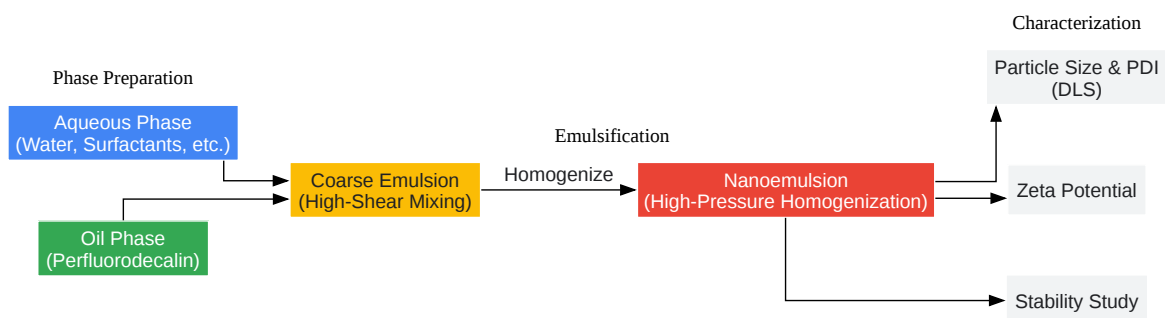 Phase Preparation
Aqueous Phase
(Water, Surfactants, etc.)
Oil Phase
(Perfluorodecalin)
Emulsification
Coarse Emulsion
(High-Shear Mixing)
Homogenize
Nanoemulsion
(High-Pressure Homogenization)
Characterization
Particle Size & PDI
(DLS)
Zeta Potential
Stability Study